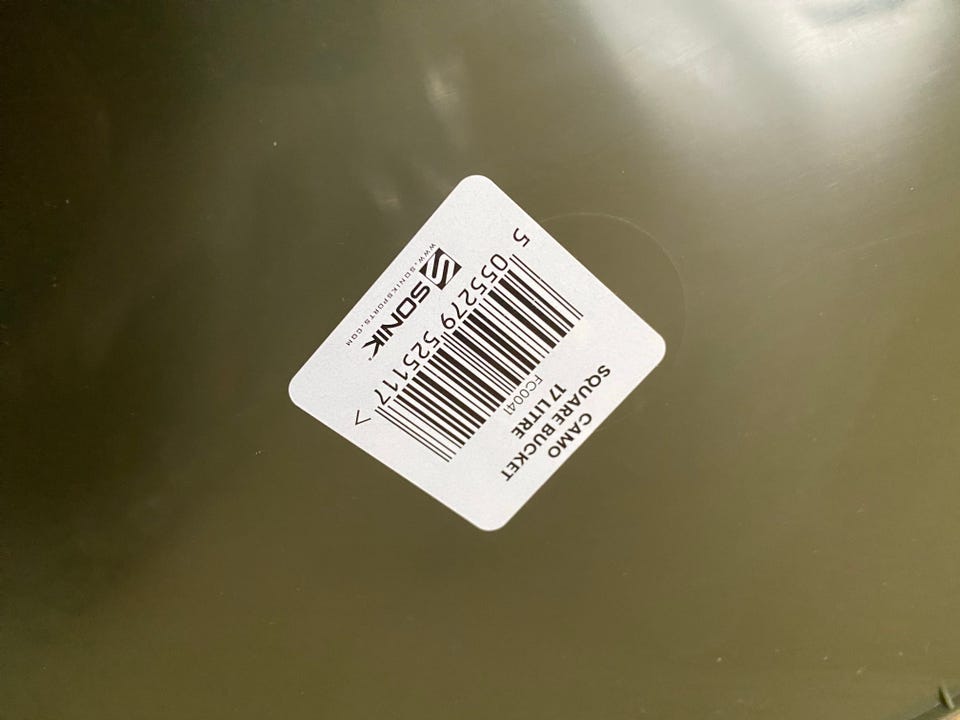 CAMO
SQUARE BUCKET
17 LITRE
FC0041
5 055279 525117 >
SONIK
WWW.SONIKSPORTS.COM